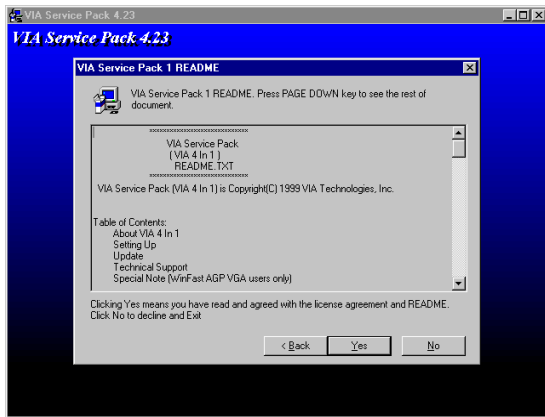 VIA Service Pack 4.23
VIA Service Pack 4.23
VIA Service Pack 1 README
VIA Service Pack 1 README. Press PAGE DOWN key to see the rest of
document.
xxxxxxxxxxxxxxxxxxxxxxxxxxxxx
VIA Service Pack
( VIA 4 In 1 )
README.TXT
xxxxxxxxxxxxxxxxxxxxxxxxxxxxx
VIA Service Pack (VIA 4 In 1) is Copyright(C) 1999 VIA Technologies, Inc.
Table of Contents:
About VIA 4 In 1
Setting Up
Update
Technical Support
Special Note (WinFast AGP VGA users only)
Clicking Yes means you have read and agreed with the license agreement and README.
Click No to decline and Exit
< Back Yes No